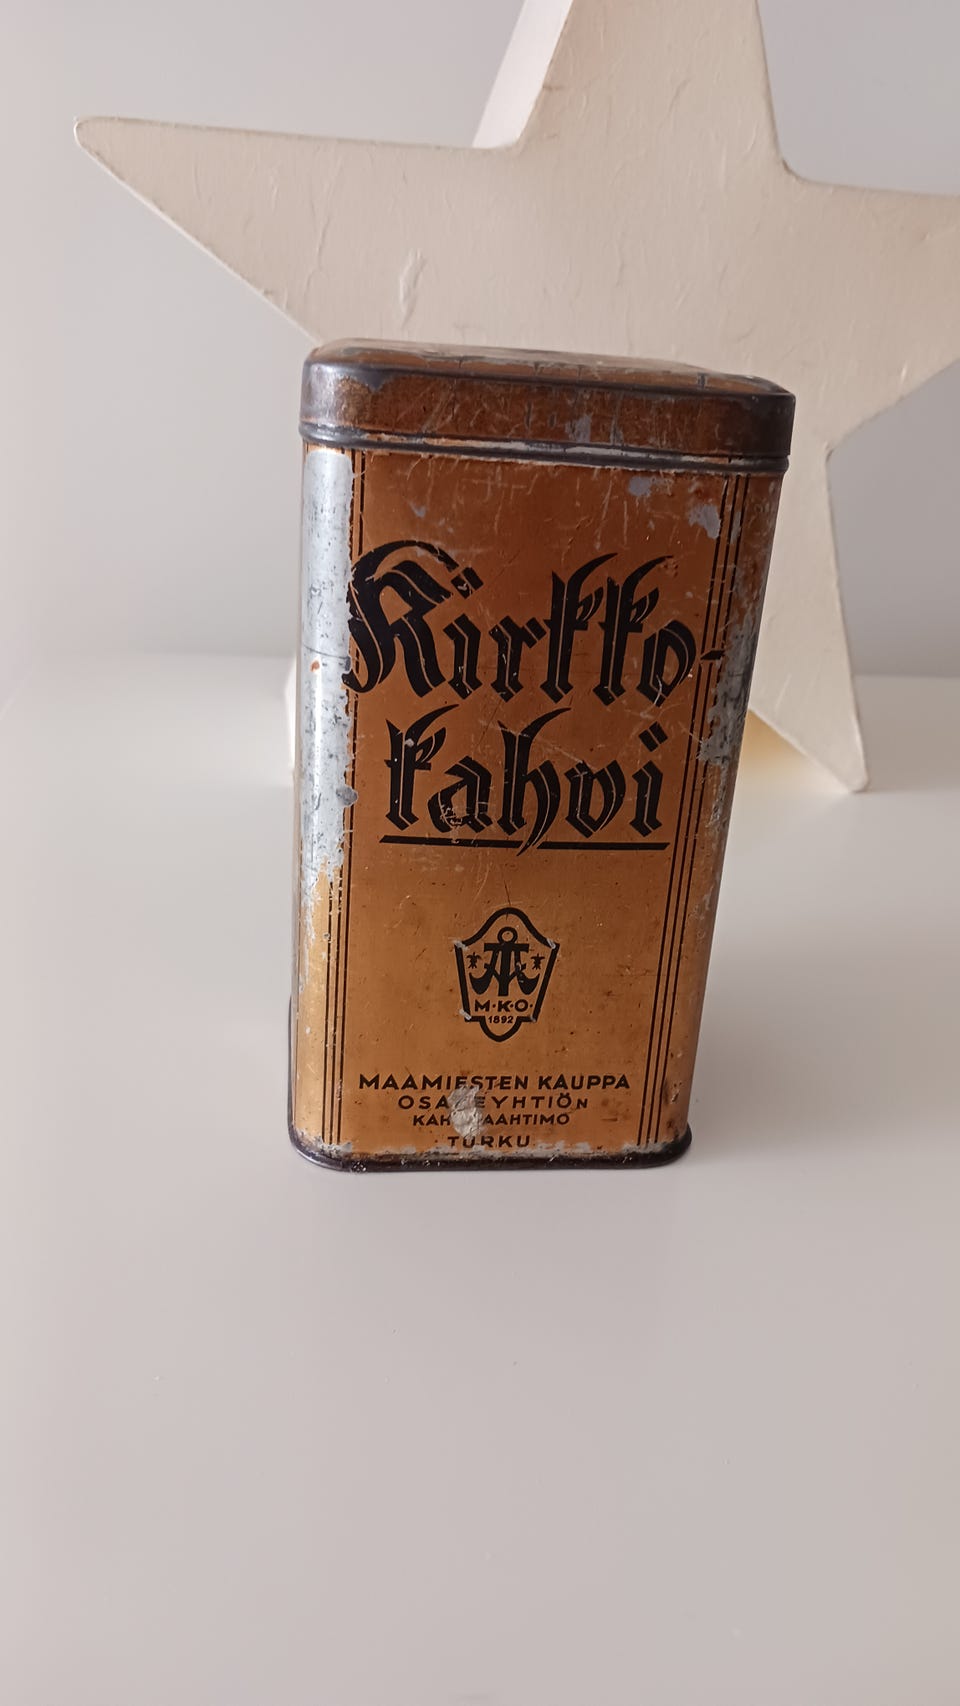 Kirkko-
kahvi
M·K·O·
1892
MAAMIESTEN KAUPPA
TURKU